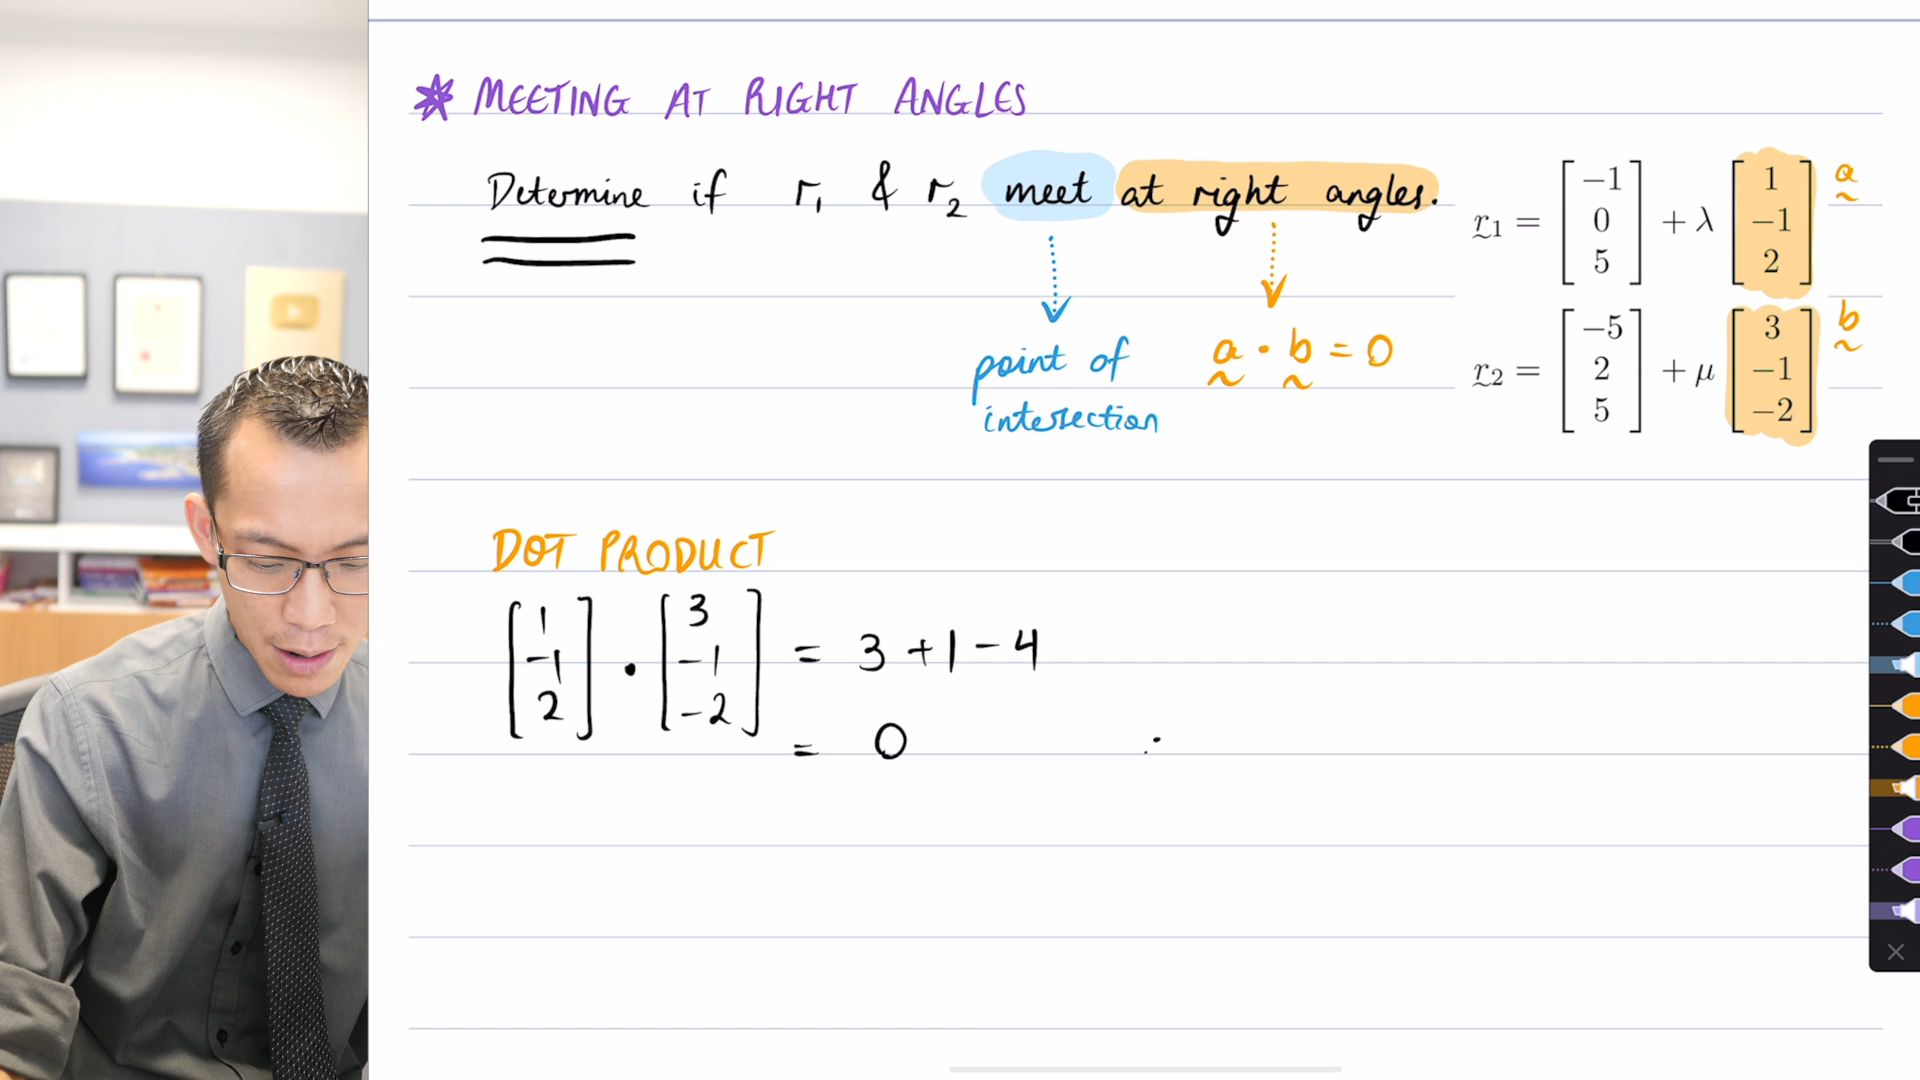 * MEETING AT RIGHT ANGLES
Determine if r₁ & r₂ meet at right angles.
r₁ = [−1 0 5] + λ [1 −1 2] a
r₂ = [−5 2 5] + μ [3 −1 −2] b
point of
intersection
a · b = 0
DOT PRODUCT
[1 −1 2] · [3 −1 −2] = 3 + 1 − 4
= 0